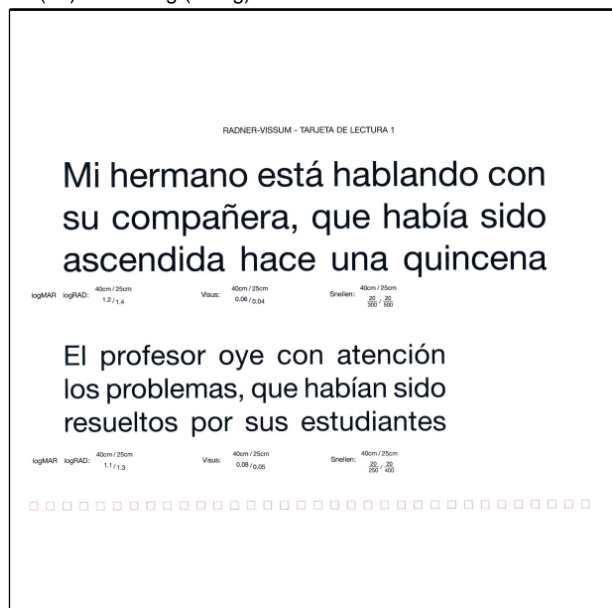 RADNER-VISSUM - TARJETA DE LECTURA 1
Mi hermano está hablando con
su compañera, que había sido
ascendida hace una quincena
logMAR logRAD: 40cm / 25cm 1.2 / 1.4 Visus: 40cm / 25cm 0.06 / 0.04 Snellen: 40cm / 25cm 20/300 / 20/500
El profesor oye con atención
los problemas, que habían sido
resueltos por sus estudiantes
logMAR logRAD: 40cm / 25cm 1.1 / 1.3 Visus: 40cm / 25cm 0.08 / 0.05 Snellen: 40cm / 25cm 20/250 / 20/400